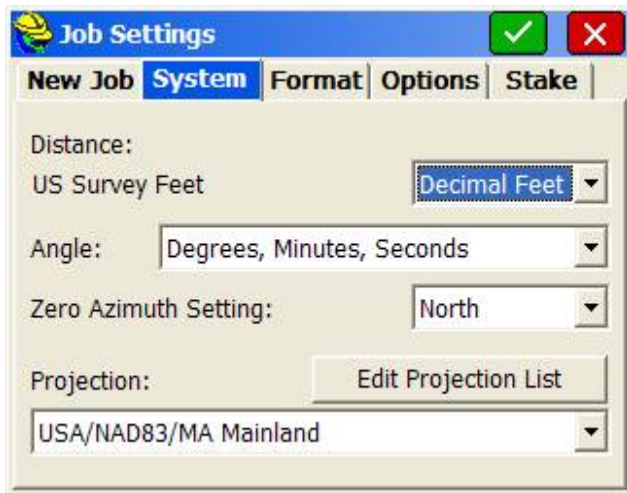 Job Settings
New Job System Format Options Stake
Distance:
US Survey Feet Decimal Feet
Angle: Degrees, Minutes, Seconds
Zero Azimuth Setting: North
Projection: Edit Projection List
USA/NAD83/MA Mainland